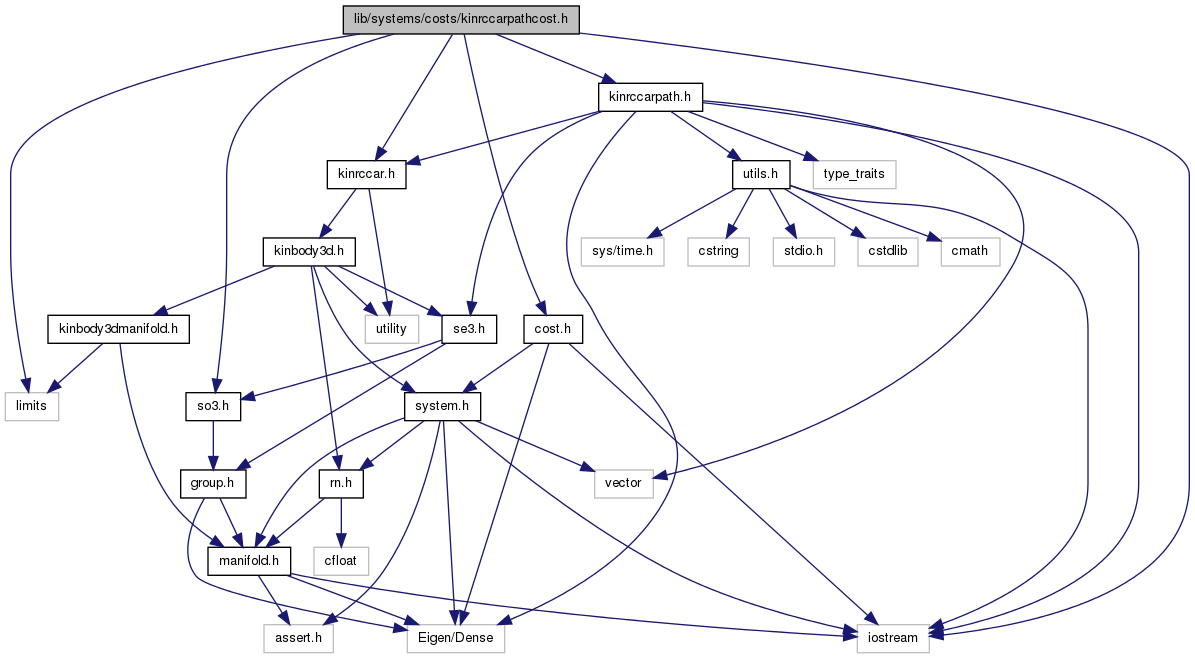 lib/systems/costs/kinrccarpathcost.h
kinrccarpath.h
kinrccar.h
utils.h
type_traits
kinbody3d.h
sys/time.h
cstring
stdio.h
cstdlib
cmath
kinbody3dmanifold.h
utility
se3.h
cost.h
limits
so3.h
system.h
group.h
rn.h
vector
manifold.h
cfloat
assert.h
Eigen/Dense
iostream